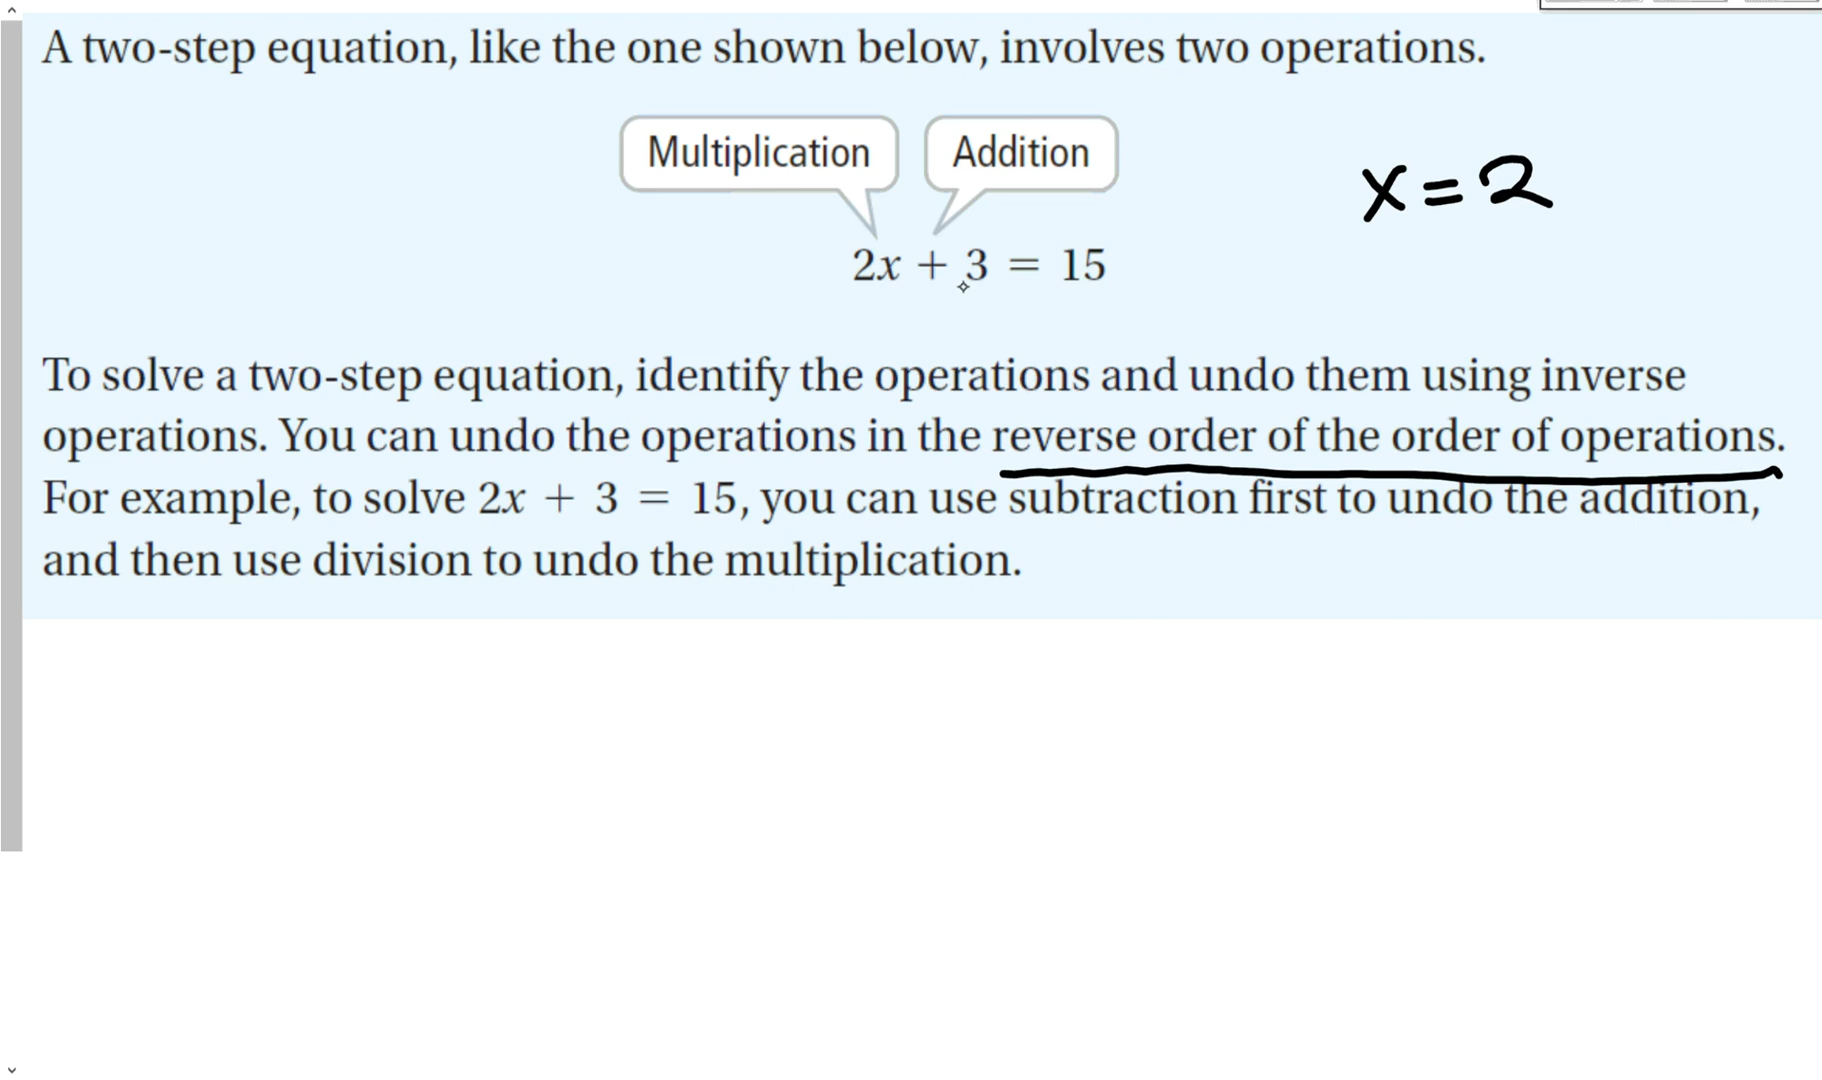 A two-step equation, like the one shown below, involves two operations.
Multiplication Addition
x=2
2x + 3 = 15
To solve a two-step equation, identify the operations and undo them using inverse
operations. You can undo the operations in the reverse order of the order of operations.
For example, to solve 2x + 3 = 15, you can use subtraction first to undo the addition,
and then use division to undo the multiplication.